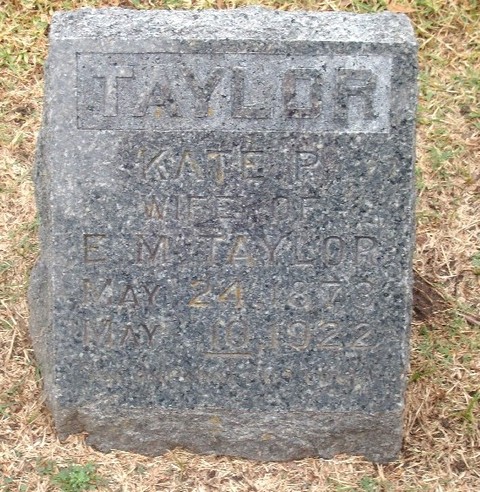 TAYLOR
KATE P.
WIFE OF
E. M. TAYLOR
MAY 24, 1873
MAY 10, 1922